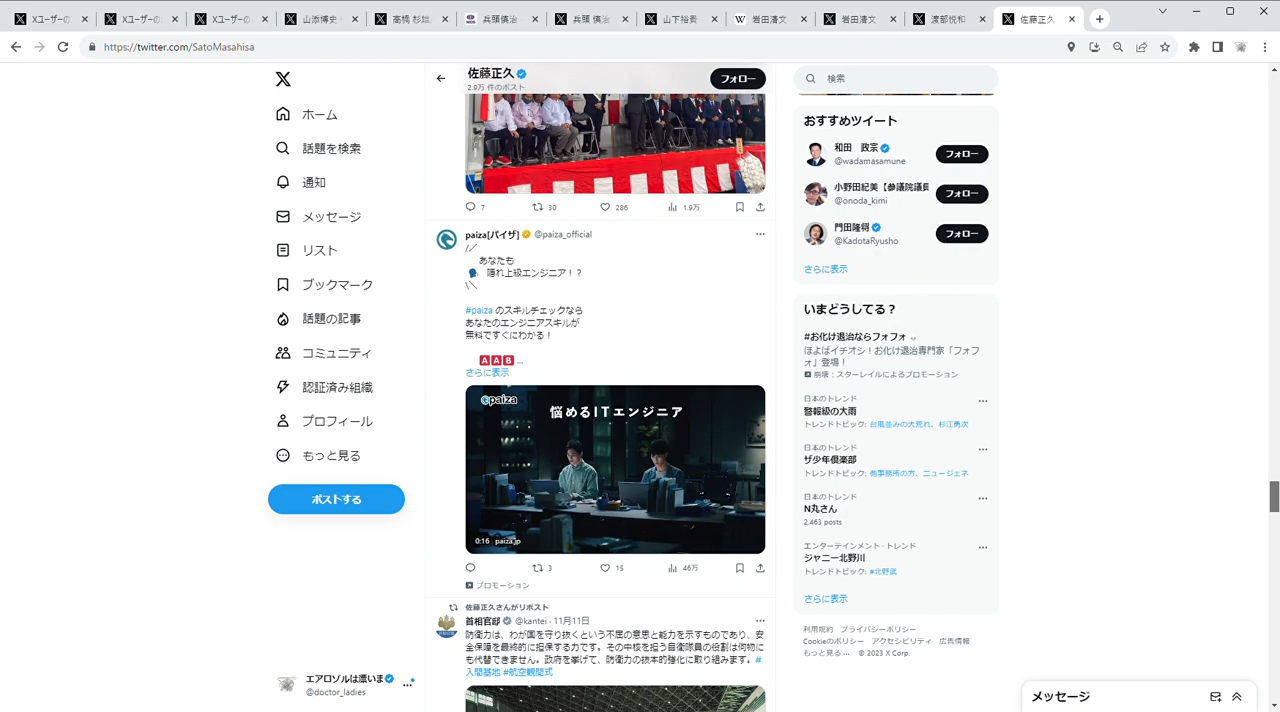 Xユーザーの
Xユーザーの
Xユーザーの
山添博史
高橋 杉雄
兵頭慎治 -
兵頭 慎治
山下裕貴
岩田清文 -
岩田清文
渡部悦和
佐藤正久
https://twitter.com/SatoMasahisa
佐藤正久
2.9万 件のポスト
フォロー
検索
ホーム
話題を検索
通知
メッセージ
リスト
ブックマーク
話題の記事
コミュニティ
認証済み組織
プロフィール
もっと見る
ポストする
エアロゾルは漂いま
@doctor_ladies
7 30 286 1.9万
paiza[パイザ] @paiza_official
/／
あなたも
隠れ上級エンジニア！？
\＼
#paiza のスキルチェックなら
あなたのエンジニアスキルが
無料ですぐにわかる！
A A B ...
さらに表示
paiza
悩めるITエンジニア
0:16 paiza.jp
3 15 46万
プロモーション
佐藤正久さんがリポスト
首相官邸 @kantei · 11月11日
防衛力は、わが国を守り抜くという不屈の意思と能力を示すものであり、安
全保障を最終的に担保する力です。その中核を担う自衛隊員の役割は何物に
も代替できません。政府を挙げて、防衛力の抜本的強化に取り組みます。#
入間基地 #航空観閲式
おすすめツイート
和田 政宗
@wadamasamune
フォロー
小野田紀美【参議院議員
@onoda_kimi
フォロー
門田隆将
@KadotaRyusho
フォロー
さらに表示
いまどうしてる？
#お化け退治ならフォフォ
ほよばイチオシ！お化け退治専門家「フォフ
ォ」登場！
崩壊：スターレイルによるプロモーション
日本のトレンド
警報級の大雨
トレンドトピック: 台風並みの大荒れ、杉江勇次
日本のトレンド
ザ少年倶楽部
トレンドトピック: 他事務所の方、ニュージェネ
日本のトレンド
N丸さん
2,463 posts
エンターテインメント · トレンド
ジャニー北野川
トレンドトピック: #北野武
さらに表示
利用規約 プライバシーポリシー
Cookieのポリシー アクセシビリティ 広告情報
もっと見る ... © 2023 X Corp.
メッセージ